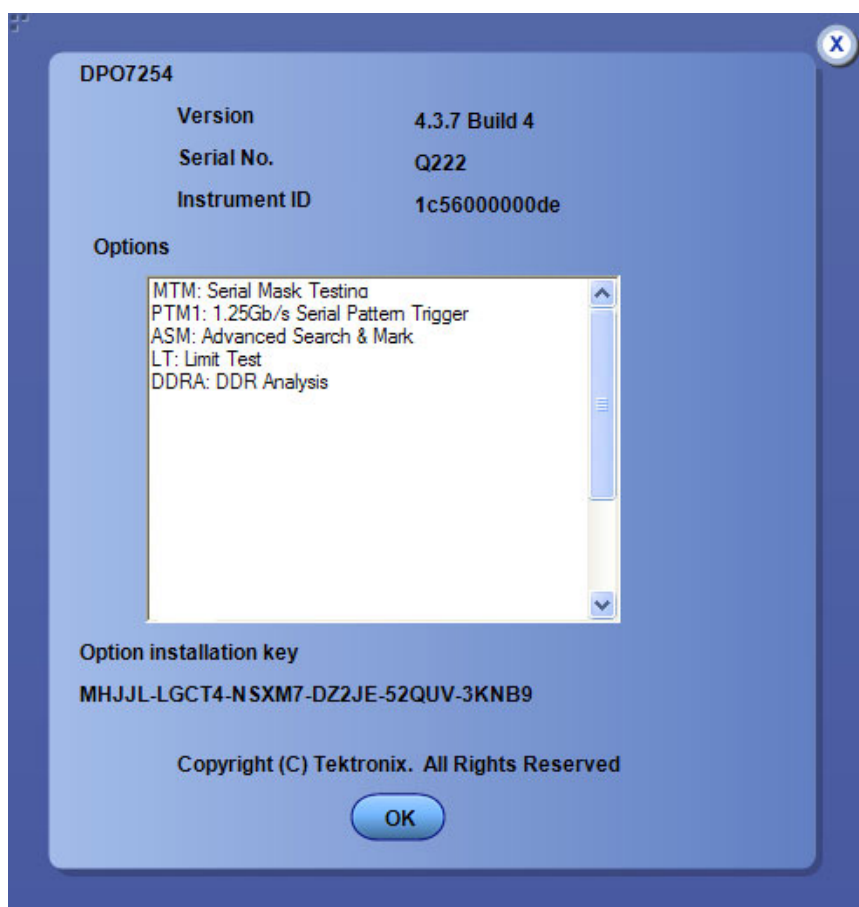 X
DPO7254
Version 4.3.7 Build 4
Serial No. Q222
Instrument ID 1c56000000de
Options
MTM: Serial Mask Testing
PTM1: 1.25Gb/s Serial Pattern Trigger
ASM: Advanced Search & Mark
LT: Limit Test
DDRA: DDR Analysis
Option installation key
MHJJL-LGCT4-NSXM7-DZ2JE-52QUV-3KNB9
Copyright (C) Tektronix. All Rights Reserved
OK